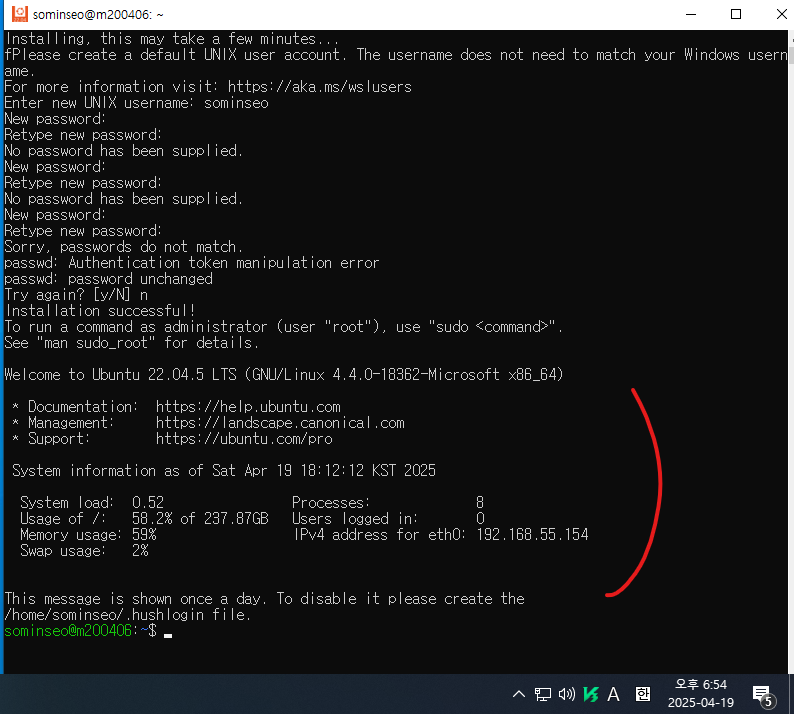 sominseo@m200406: ~
Installing, this may take a few minutes...
fPlease create a default UNIX user account. The username does not need to match your Windows usern
ame.
For more information visit: https://aka.ms/wslusers
Enter new UNIX username: sominseo
New password:
Retype new password:
No password has been supplied.
New password:
Retype new password:
No password has been supplied.
New password:
Retype new password:
Sorry, passwords do not match.
passwd: Authentication token manipulation error
passwd: password unchanged
Try again? [y/N] n
Installation successful!
To run a command as administrator (user "root"), use "sudo <command>".
See "man sudo_root" for details.
Welcome to Ubuntu 22.04.5 LTS (GNU/Linux 4.4.0-18362-Microsoft x86_64)
* Documentation:  https://help.ubuntu.com
* Management:     https://landscape.canonical.com
* Support:        https://ubuntu.com/pro
System information as of Sat Apr 19 18:12:12 KST 2025
System load:  0.52                Processes:              8
Usage of /:   58.2% of 237.87GB   Users logged in:        0
Memory usage: 59%                 IPv4 address for eth0: 192.168.55.154
Swap usage:   2%
This message is shown once a day. To disable it please create the
/home/sominseo/.hushlogin file.
sominseo@m200406:~$
A 한 오후 6:54
2025-04-19 5